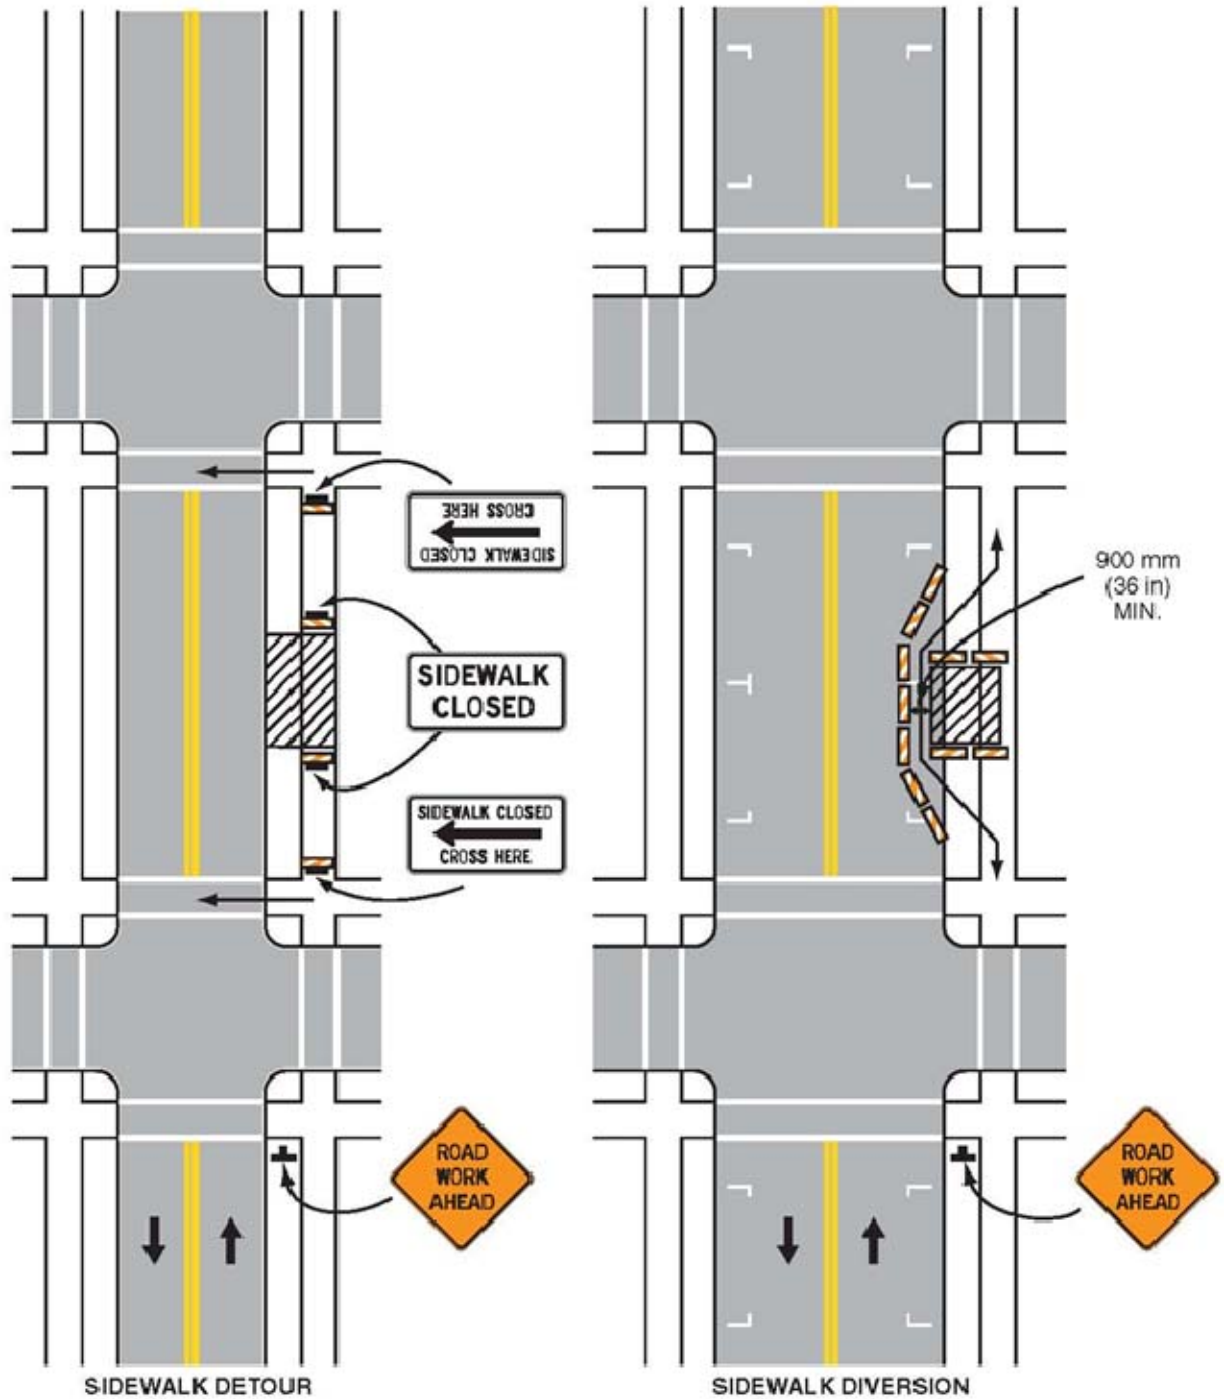 CROSS HERE
SIDEWALK CLOSED
900 mm
(36 in)
MIN.
SIDEWALK
CLOSED
SIDEWALK CLOSED
CROSS HERE.
ROAD
WORK
AHEAD
ROAD
WORK
AHEAD
SIDEWALK DETOUR
SIDEWALK DIVERSION